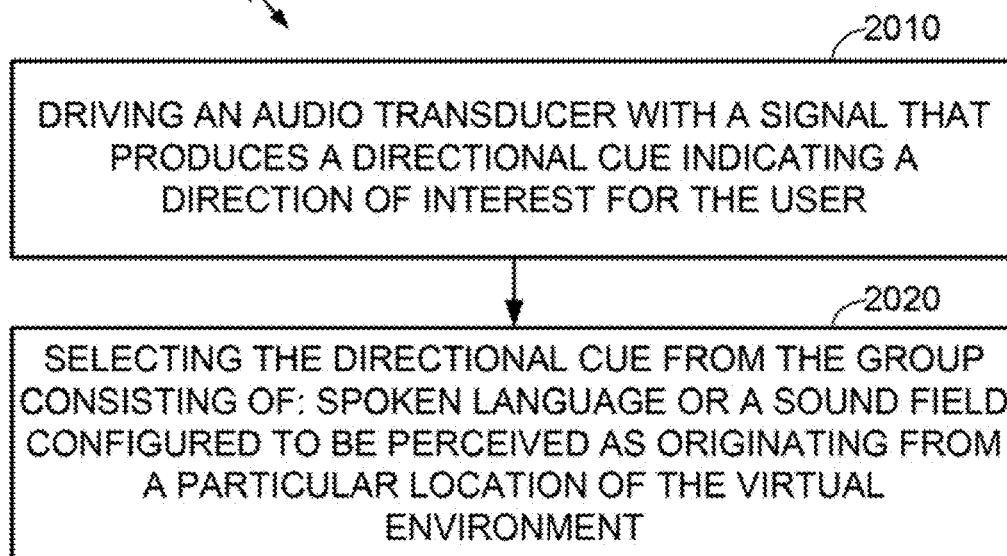 2010
DRIVING AN AUDIO TRANSDUCER WITH A SIGNAL THAT
PRODUCES A DIRECTIONAL CUE INDICATING A
DIRECTION OF INTEREST FOR THE USER
2020
SELECTING THE DIRECTIONAL CUE FROM THE GROUP
CONSISTING OF: SPOKEN LANGUAGE OR A SOUND FIELD
CONFIGURED TO BE PERCEIVED AS ORIGINATING FROM
A PARTICULAR LOCATION OF THE VIRTUAL
ENVIRONMENT